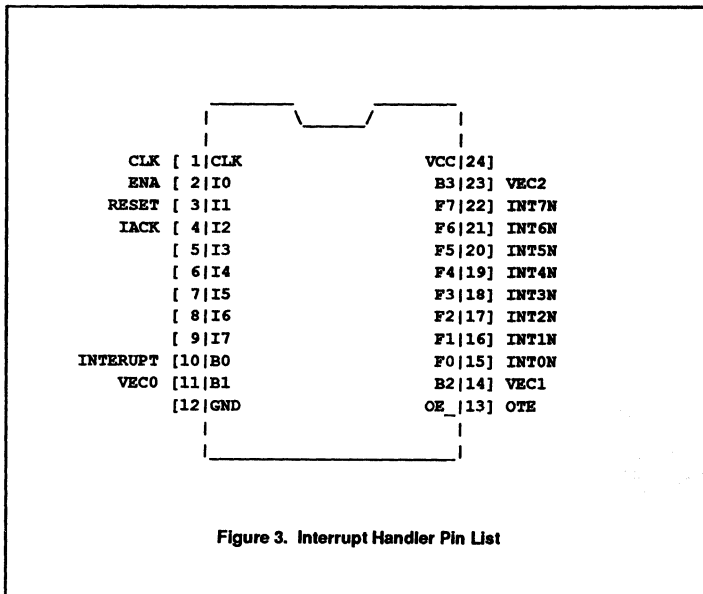 CLK [ 1|CLK VCC|24]
ENA [ 2|I0 B3|23] VEC2
RESET [ 3|I1 F7|22] INT7N
IACK [ 4|I2 F6|21] INT6N
[ 5|I3 F5|20] INT5N
[ 6|I4 F4|19] INT4N
[ 7|I5 F3|18] INT3N
[ 8|I6 F2|17] INT2N
[ 9|I7 F1|16] INT1N
INTERUPT [10|B0 F0|15] INT0N
VEC0 [11|B1 B2|14] VEC1
[12|GND OE_|13] OTE
Figure 3. Interrupt Handler Pin List